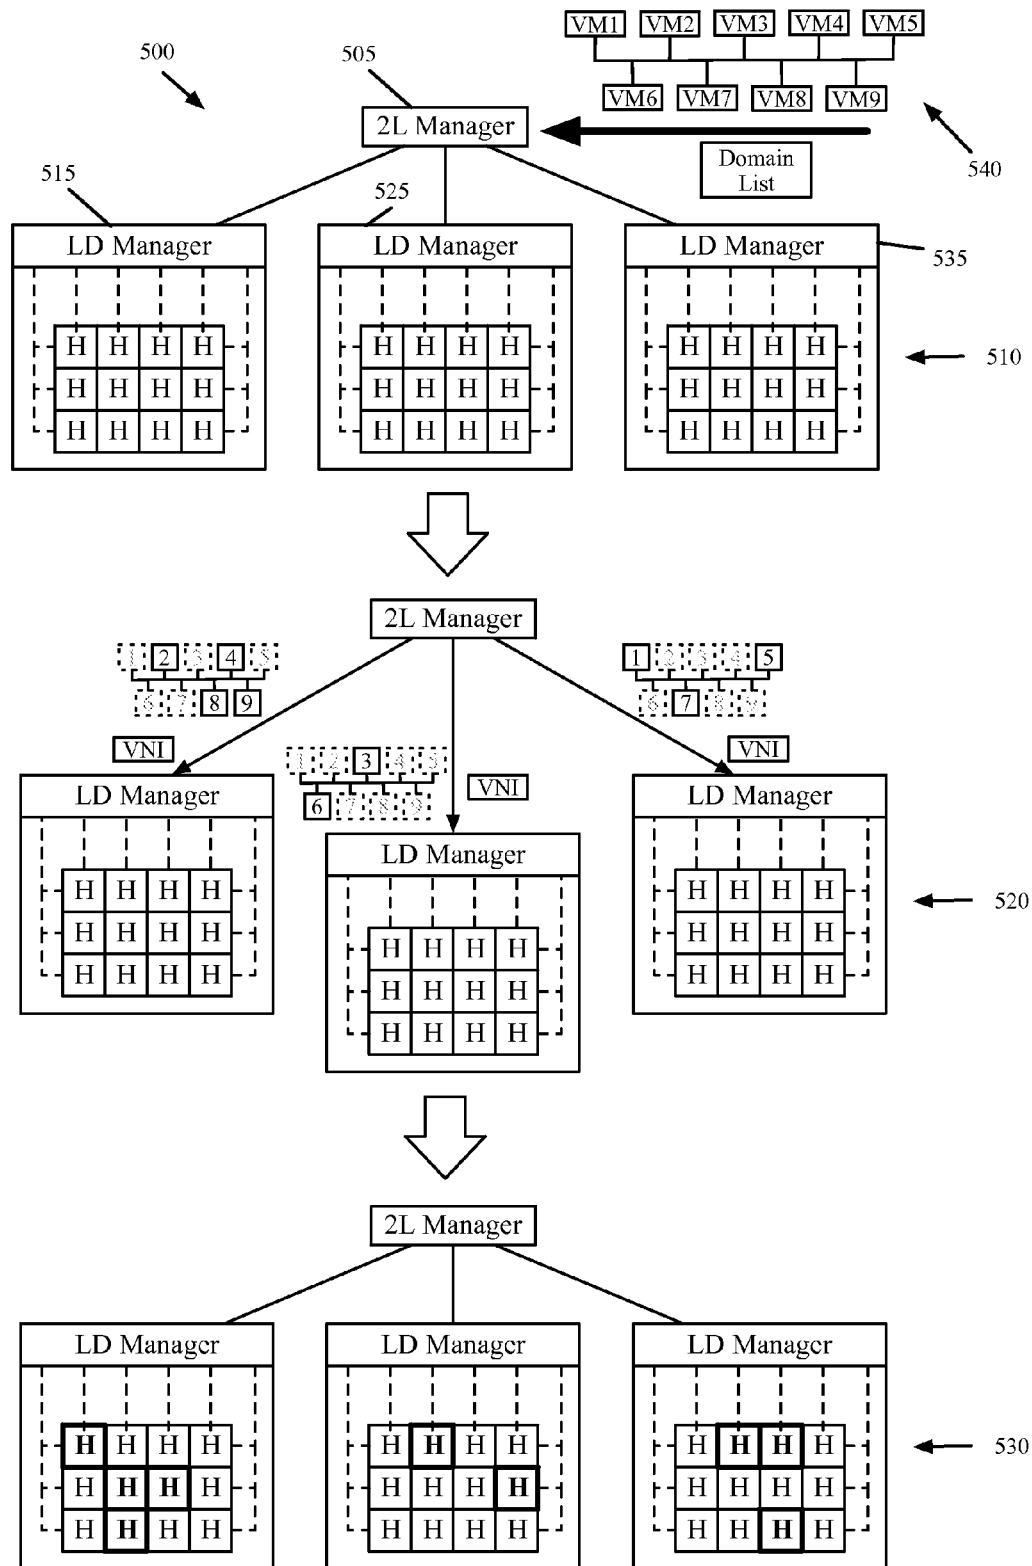 VM1 VM2 VM3 VM4 VM5
500
505
VM6 VM7 VM8 VM9
2L Manager
Domain
List
540
515
525
LD Manager LD Manager LD Manager
535
H H H H H H H H H H H H
510
H H H H H H H H H H H H
H H H H H H H H H H H H
2L Manager
1 2 3 4 5
6 7 8 9
1 2 3 4 5
6 7 8 9
VNI
VNI
1 2 3 4 5
6 7 8 9
VNI
LD Manager LD Manager
LD Manager
H H H H H H H H
520
H H H H H H H H
H H H H H H H H
H H H H
H H H H
H H H H
2L Manager
LD Manager LD Manager LD Manager
H H H H H H H H H H H H
530
H H H H H H H H H H H H
H H H H H H H H H H H H